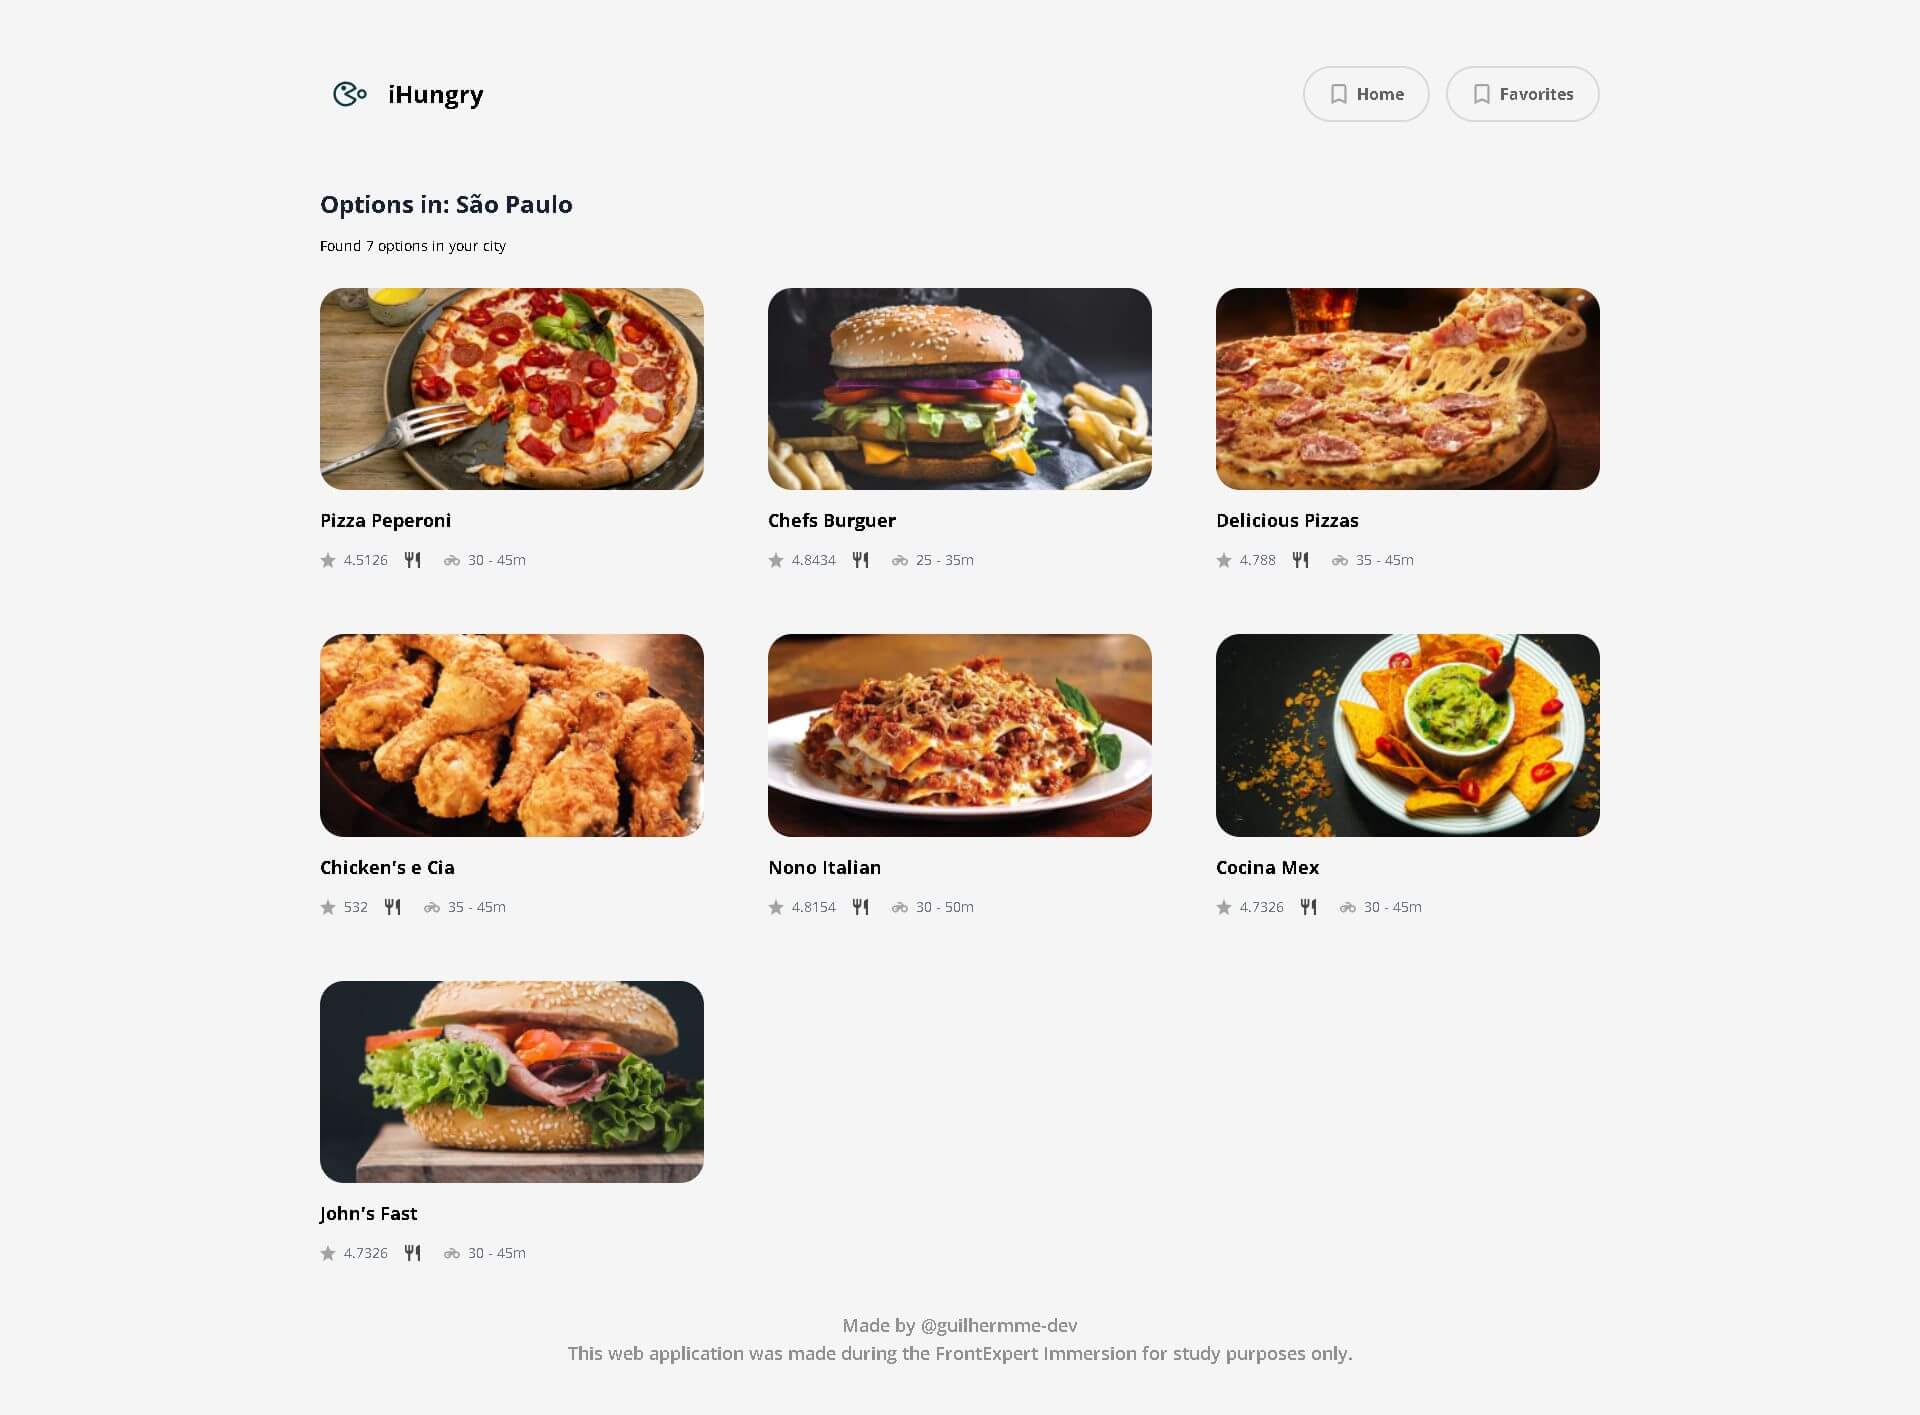 iHungry
Home
Favorites
Options in: São Paulo
Found 7 options in your city
Pizza Peperoni
4.5126
30 - 45m
Chefs Burguer
4.8434
25 - 35m
Delicious Pizzas
4.788
35 - 45m
Chicken's e Cia
532
35 - 45m
Nono Italian
4.8154
30 - 50m
Cocina Mex
4.7326
30 - 45m
John's Fast
4.7326
30 - 45m
Made by @guilhermme-dev
This web application was made during the FrontExpert Immersion for study purposes only.